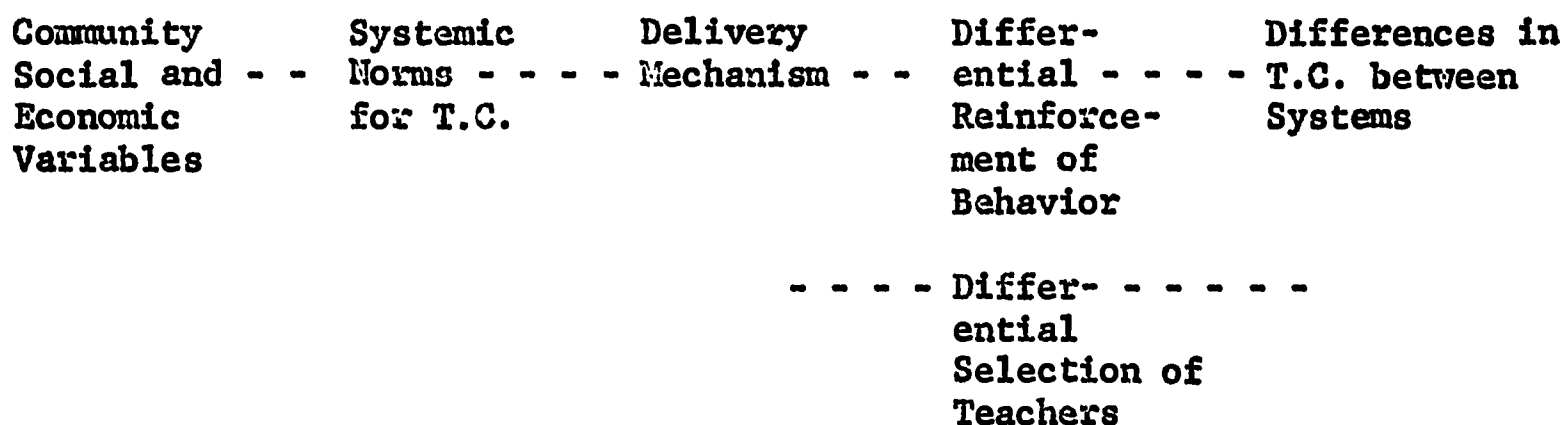 Community Systemic Delivery Differ- Differences in
Social and - - Norms - - - - Mechanism - - ential - - - - T.C. between
Economic for T.C. Reinforce- Systems
Variables ment of
Behavior
- - - - Differ- - - - - -
ential
Selection of
Teachers